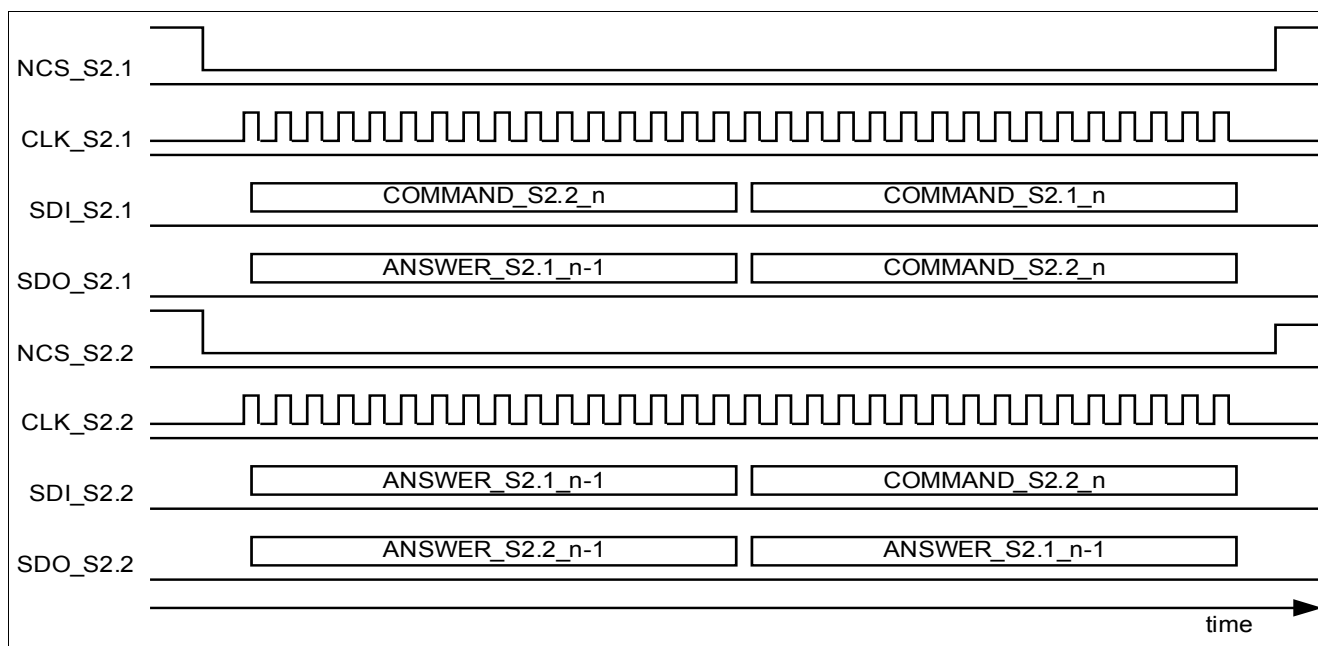 NCS_S2.1
CLK_S2.1
SDI_S2.1 COMMAND_S2.2_n COMMAND_S2.1_n
SDO_S2.1 ANSWER_S2.1_n-1 COMMAND_S2.2_n
NCS_S2.2
CLK_S2.2
SDI_S2.2 ANSWER_S2.1_n-1 COMMAND_S2.2_n
SDO_S2.2 ANSWER_S2.2_n-1 ANSWER_S2.1_n-1
time